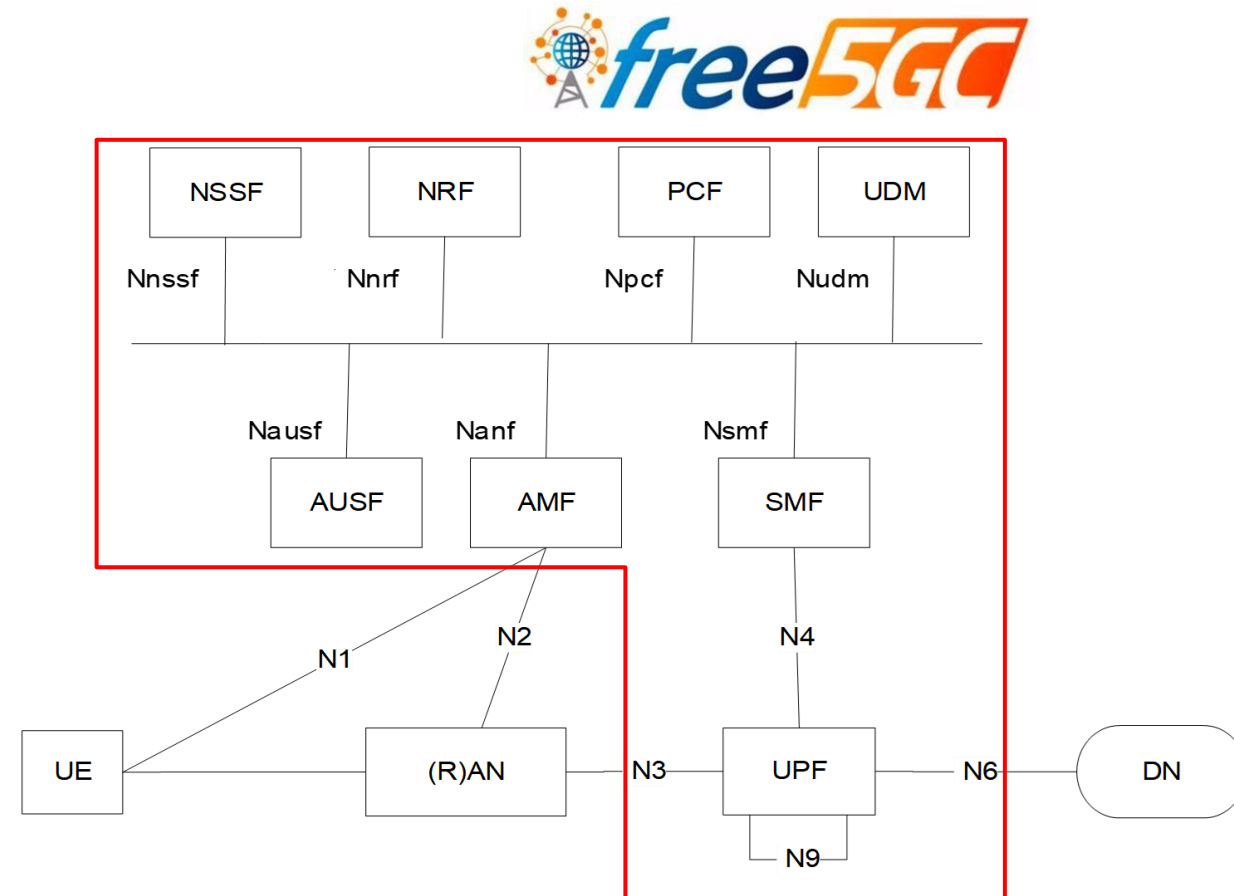 free5GC
NSSF
NRF
PCF
UDM
Nnssf
Nnrf
Npcf
Nudm
Nausf
Nanf
Nsmf
AUSF
AMF
SMF
N1
N2
N4
UE
(R)AN
N3
UPF
N6
DN
N9